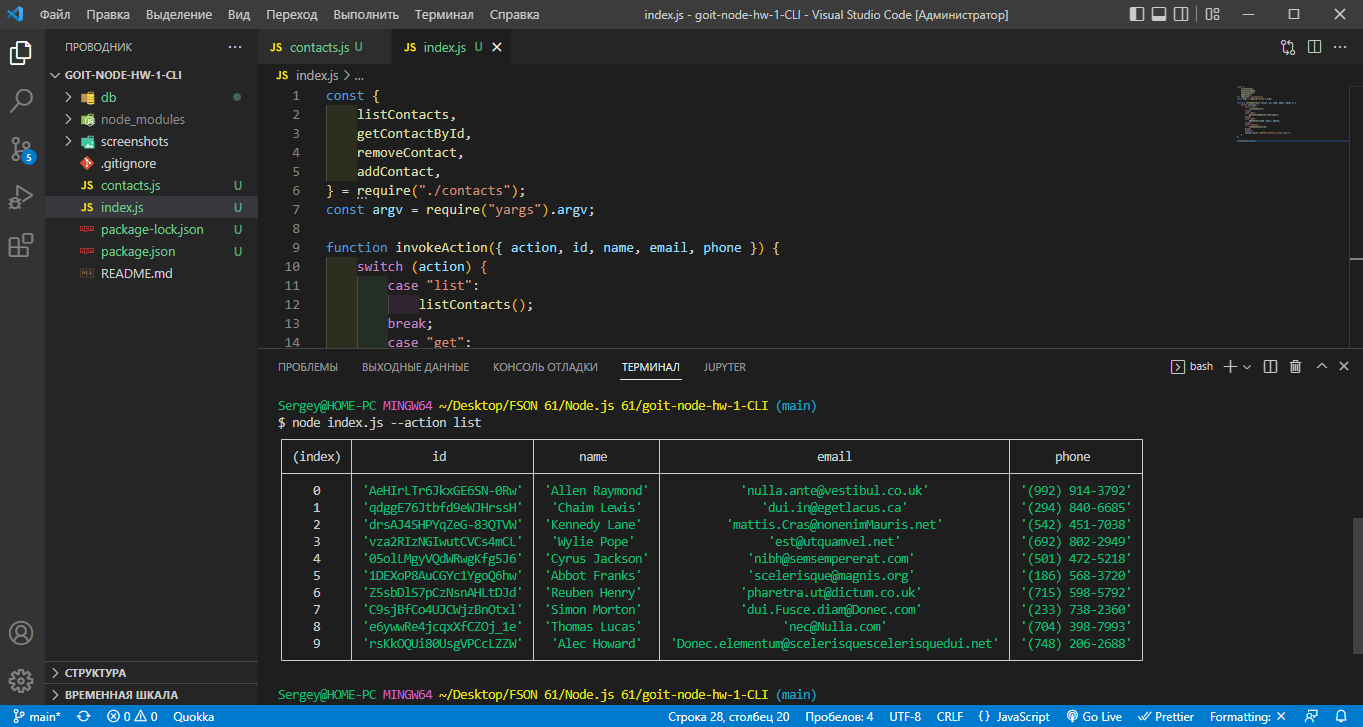 Файл Правка Выделение Вид Переход Выполнить Терминал Справка index.js - goit-node-hw-1-CLI - Visual Studio Code [Администратор]
ПРОВОДНИК ...
GOIT-NODE-HW-1-CLI
db
node_modules
screenshots
.gitignore
contacts.js U
index.js U
package-lock.json U
package.json U
README.md
СТРУКТУРА
ВРЕМЕННАЯ ШКАЛА
5
JS contacts.js U JS index.js U
JS index.js > ...
1 const {
2 listContacts,
3 getContactById,
4 removeContact,
5 addContact,
6 } = require("./contacts");
7 const argv = require("yargs").argv;
8
9 function invokeAction({ action, id, name, email, phone }) {
10 switch (action) {
11 case "list":
12 listContacts();
13 break;
14 case "get":
ПРОБЛЕМЫ ВЫХОДНЫЕ ДАННЫЕ КОНСОЛЬ ОТЛАДКИ ТЕРМИНАЛ JUPYTER bash
Sergey@HOME-PC MINGW64 ~/Desktop/FSON 61/Node.js 61/goit-node-hw-1-CLI (main)
$ node index.js --action list
(index) id name email phone
0 'AeHIrLTr6JkxGE6SN-0Rw' 'Allen Raymond' 'nulla.ante@vestibul.co.uk' '(992) 914-3792'
1 'qdggE76Jtbfd9eWJHrssH' 'Chaim Lewis' 'dui.in@egetlacus.ca' '(294) 840-6685'
2 'drsAJ4SHPYqZeG-83QTVW' 'Kennedy Lane' 'mattis.Cras@nonenimMauris.net' '(542) 451-7038'
3 'vza2RIzNGIwutCVCs4mCL' 'Wylie Pope' 'est@utquamvel.net' '(692) 802-2949'
4 '05olLMgyVQdWRwgKfg5J6' 'Cyrus Jackson' 'nibh@semsempererat.com' '(501) 472-5218'
5 '1DEXoP8AuCGYc1YgoQ6hw' 'Abbot Franks' 'scelerisque@magnis.org' '(186) 568-3720'
6 'Z5sbDlS7pCzNsnAHLtDJd' 'Reuben Henry' 'pharetra.ut@dictum.co.uk' '(715) 598-5792'
7 'C9sjBfCo4UJCWjzBnOtxl' 'Simon Morton' 'dui.Fusce.diam@Donec.com' '(233) 738-2360'
8 'e6ywwRe4jcqxXfCZOj_1e' 'Thomas Lucas' 'nec@Nulla.com' '(704) 398-7993'
9 'rsKkOQUi80UsgVPCcLZZW' 'Alec Howard' 'Donec.elementum@scelerisquescelerisquedui.net' '(748) 206-2688'
Sergey@HOME-PC MINGW64 ~/Desktop/FSON 61/Node.js 61/goit-node-hw-1-CLI (main)
main* 0 0 Quokka Строка 28, столбец 20 Пробелов: 4 UTF-8 CRLF {} JavaScript Go Live Prettier Formatting: ✕